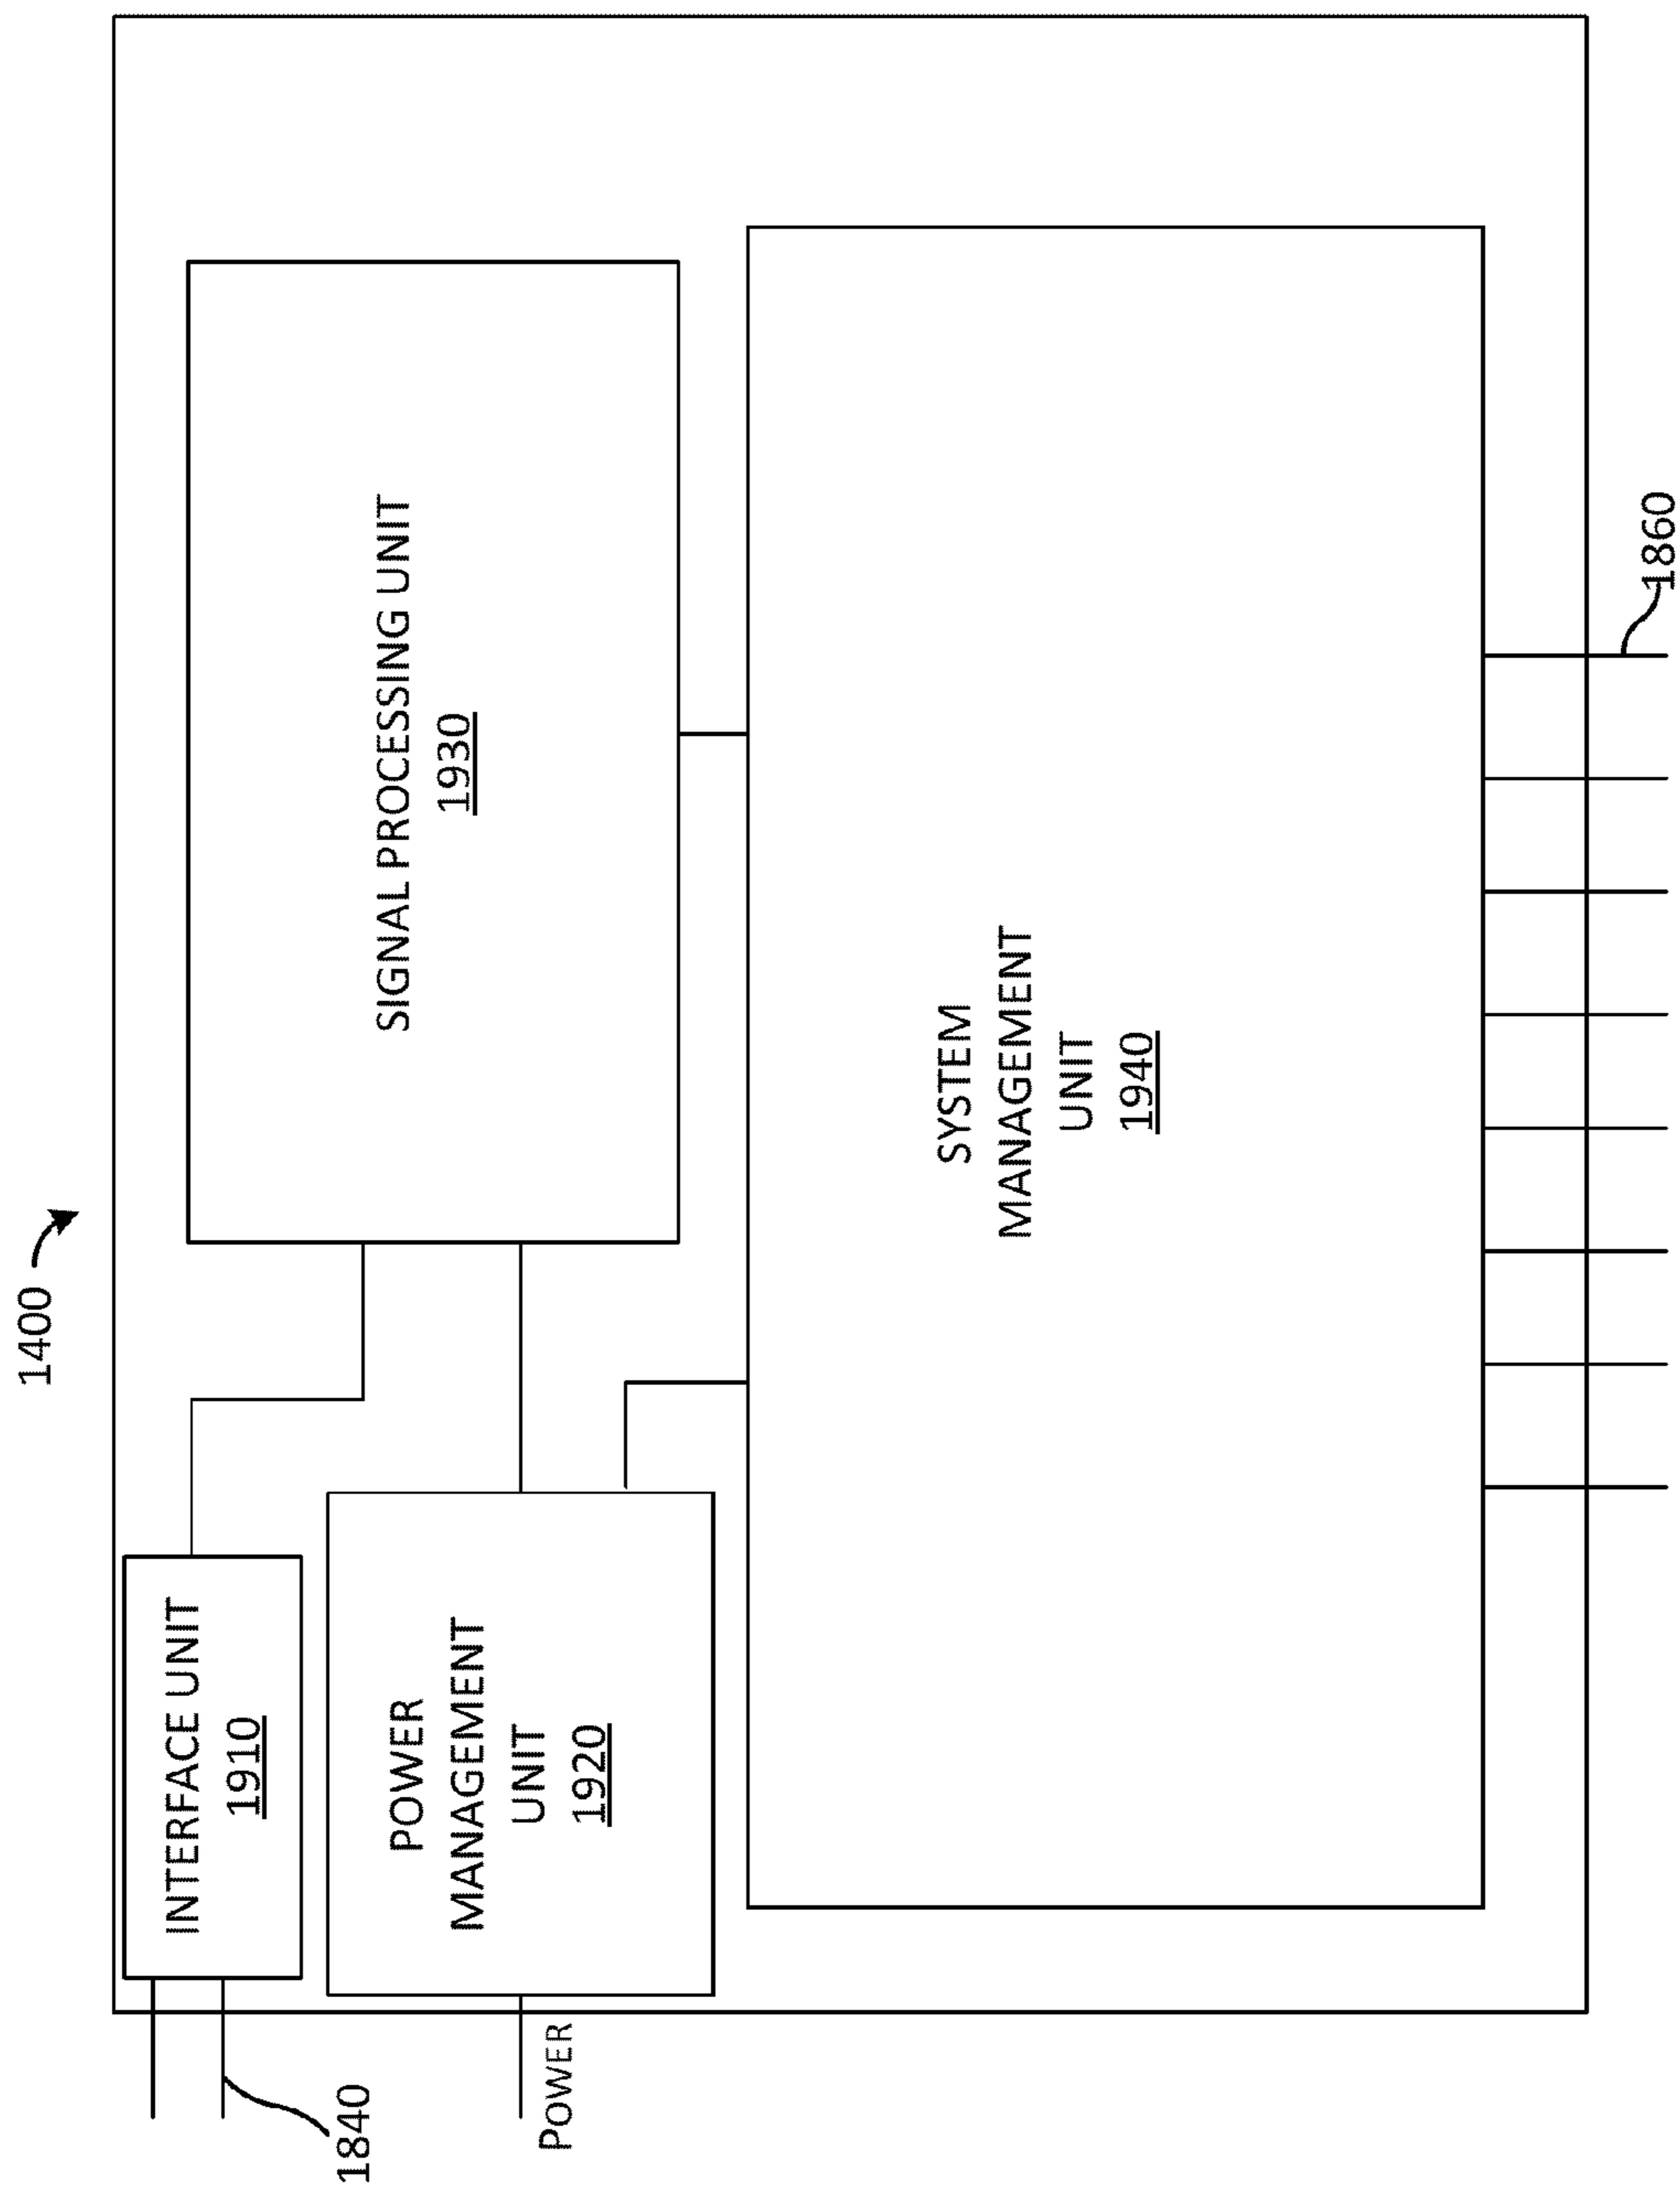 1400
INTERFACE UNIT
1910
SIGNAL PROCESSING UNIT
1930
1840
POWER
MANAGEMENT
UNIT
1920
POWER
SYSTEM
MANAGEMENT
UNIT
1940
1860